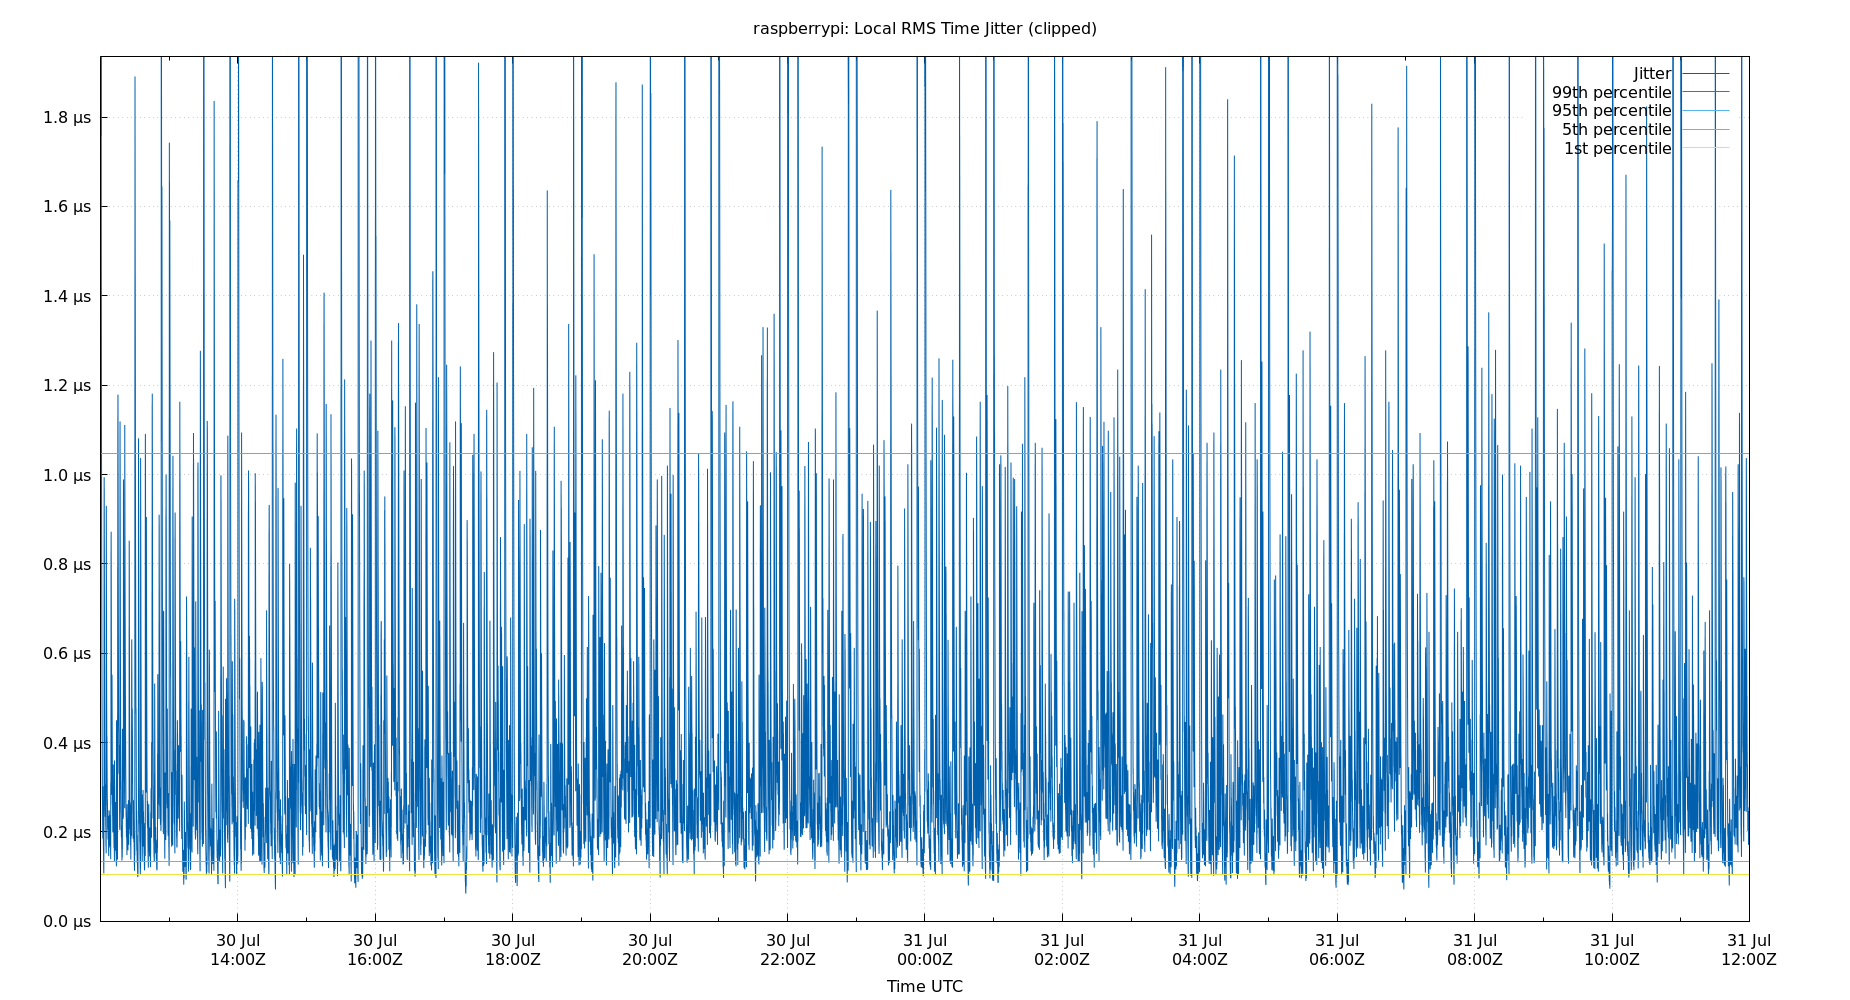 raspberrypi: Local RMS Time Jitter (clipped)
Jitter
99th percentile
95th percentile
5th percentile
1st percentile
1.8 µs
1.6 µs
1.4 µs
1.2 µs
1.0 µs
0.8 µs
0.6 µs
0.4 µs
0.2 µs
0.0 µs
30 Jul 30 Jul 30 Jul 30 Jul 30 Jul 31 Jul 31 Jul 31 Jul 31 Jul 31 Jul 31 Jul 31 Jul
14:00Z 16:00Z 18:00Z 20:00Z 22:00Z 00:00Z 02:00Z 04:00Z 06:00Z 08:00Z 10:00Z 12:00Z
Time UTC